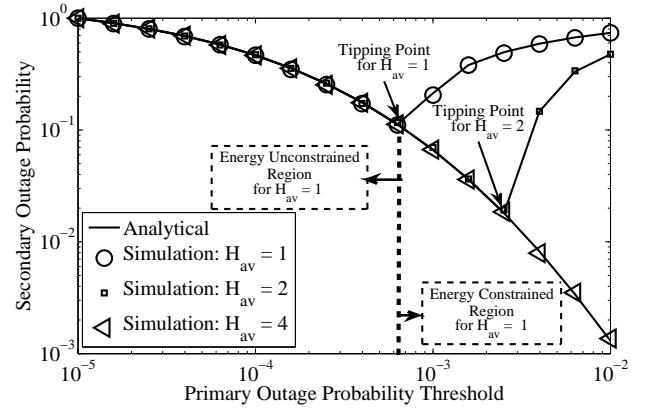 10^0
10^-1
10^-2
10^-3
Secondary Outage Probability
Tipping Point
for H_av = 1
Tipping Point
for H_av = 2
Energy Unconstrained
Region
for H_av = 1
Analytical
Simulation: H_av = 1
Simulation: H_av = 2
Simulation: H_av = 4
Energy Constrained
Region
for H_av = 1
10^-5
10^-4
10^-3
10^-2
Primary Outage Probability Threshold